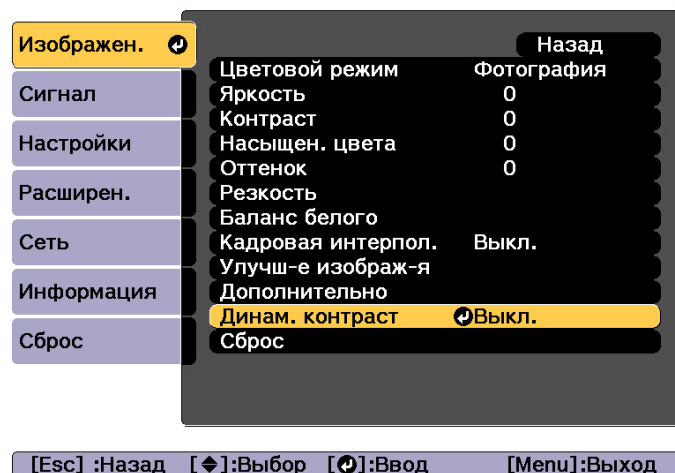 Изображен.
Сигнал
Настройки
Расширен.
Сеть
Информация
Сброс
Назад
Цветовой режим Фотография
Яркость 0
Контраст 0
Насыщен. цвета 0
Оттенок 0
Резкость
Баланс белого
Кадровая интерпол. Выкл.
Улучш-е изображ-я
Дополнительно
Динам. контраст Выкл.
Сброс
[Esc] :Назад [◆]:Выбор [⏎]:Ввод [Menu]:Выход